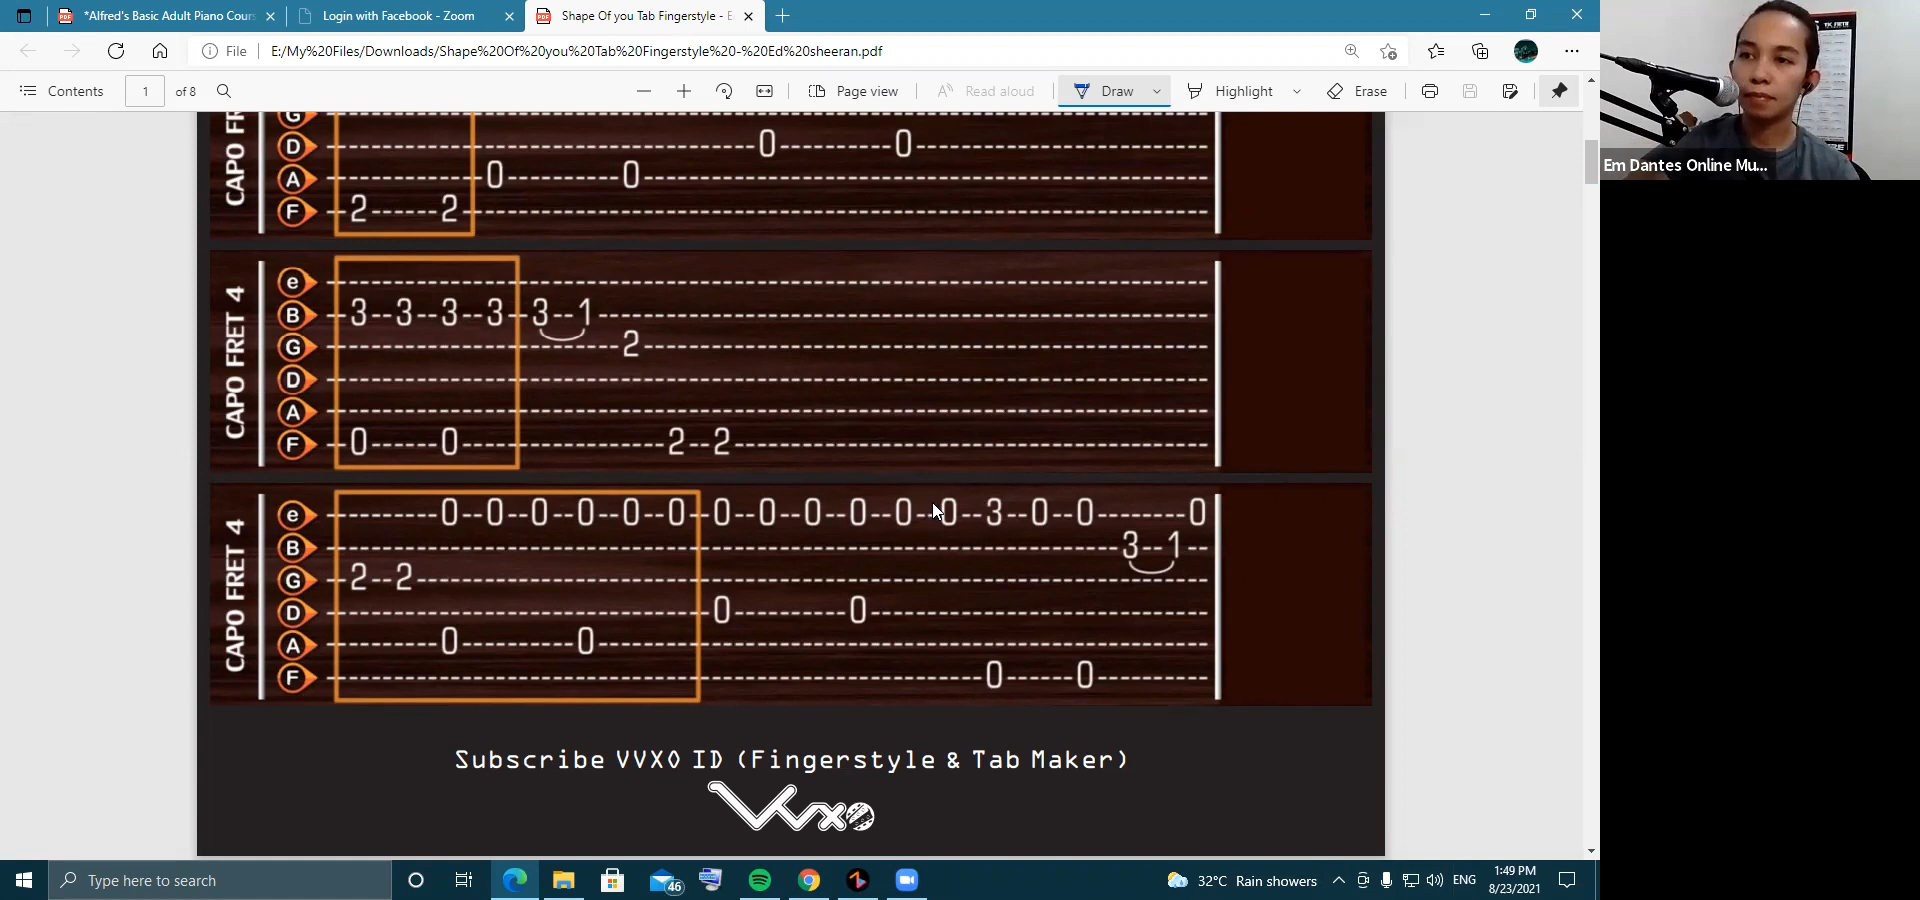 *Alfred's Basic Adult Piano Cour
Login with Facebook - Zoom
Shape Of you Tab Fingerstyle - E
File
E:/My%20Files/Downloads/Shape%20Of%20you%20Tab%20Fingerstyle%20-%20Ed%20sheeran.pdf
Contents
1
of 8
Page view
Read aloud
Draw
Highlight
Erase
Em Dantes Online Mu...
CAPO FR
G
D --0--0--
A --0--0--
F --2--2--
CAPO FRET 4
e
B --3--3--3--3--3--1--
G --2--
D
A
F --0--0--2--2--
CAPO FRET 4
e --0--0--0--0--0--0--0--0--0--0--0--0--3--0--0--0
B --3--1--
G --2--2--
D --0--0--
A --0--0--
F --0--0--
Subscribe VVXO ID (Fingerstyle & Tab Maker)
Vvxo
Type here to search
46
32°C Rain showers
ENG
1:49 PM
8/23/2021